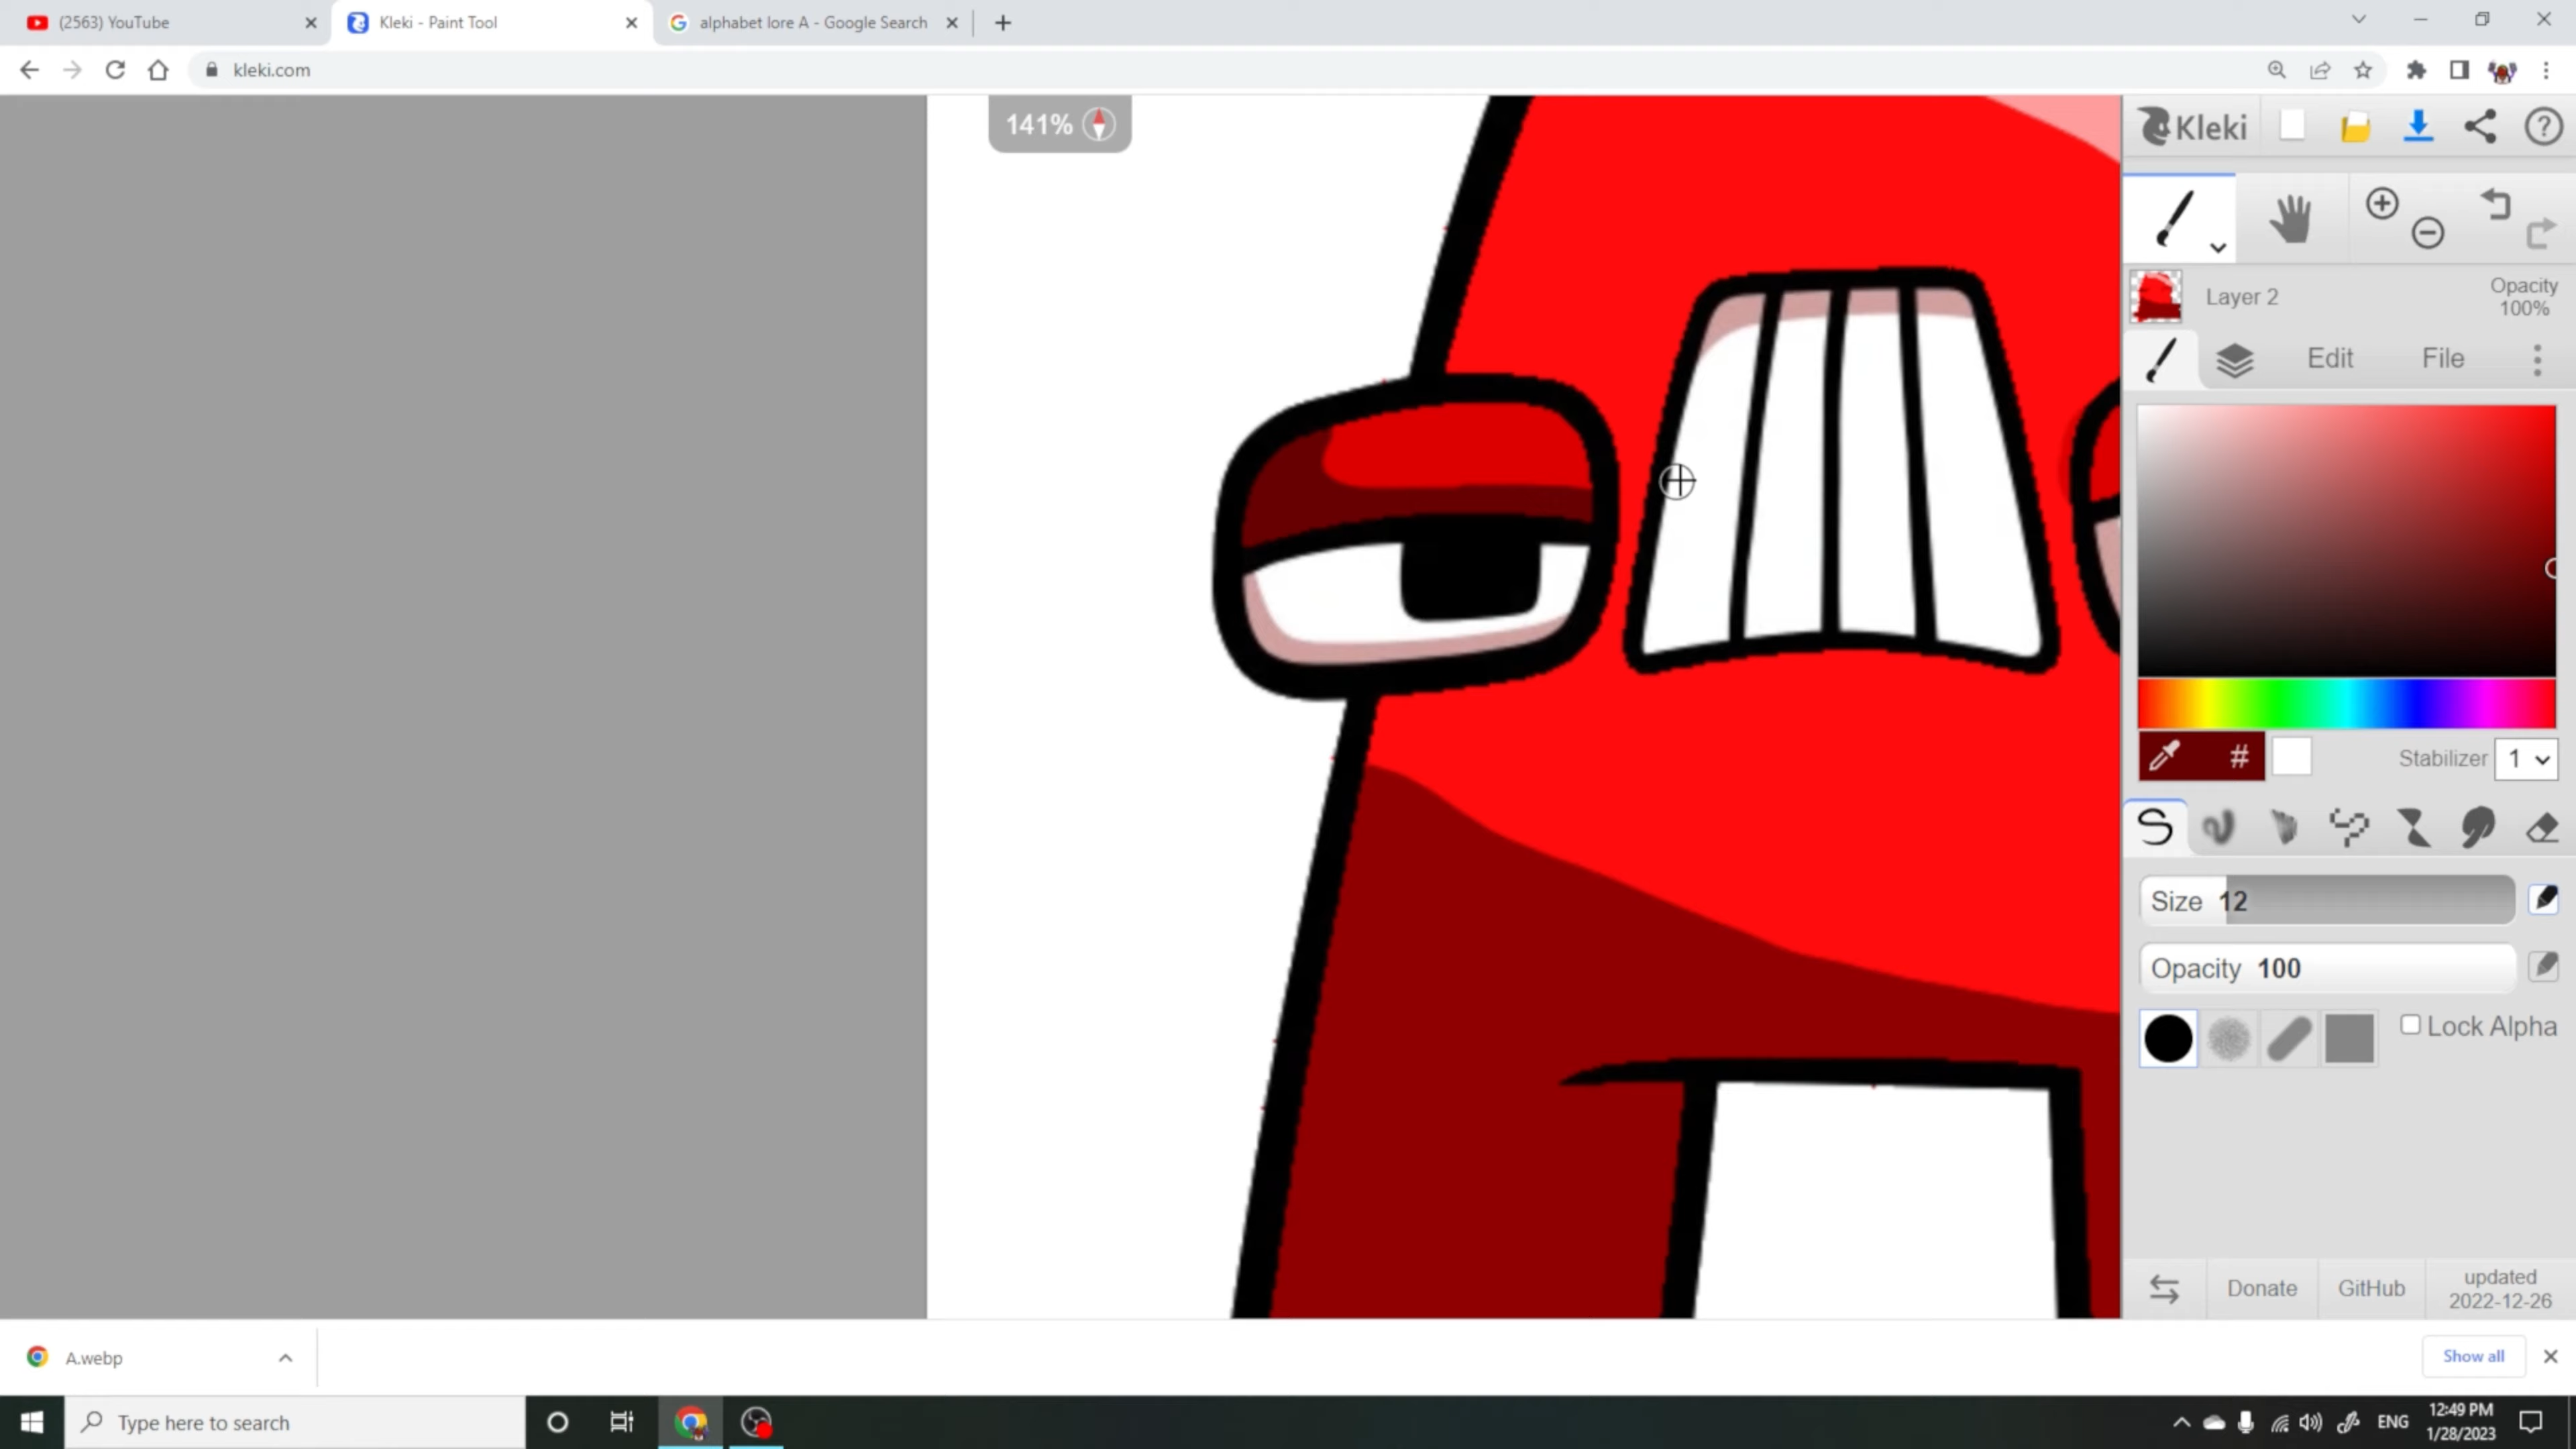 (2563) YouTube
Kleki - Paint Tool
alphabet lore A - Google Search
kleki.com
141%
Kleki
Layer 2
Opacity
100%
Edit
File
#
Stabilizer
1
Size 12
Opacity 100
Lock Alpha
Donate
GitHub
updated
2022-12-26
A.webp
Show all
Type here to search
ENG
12:49 PM
1/28/2023